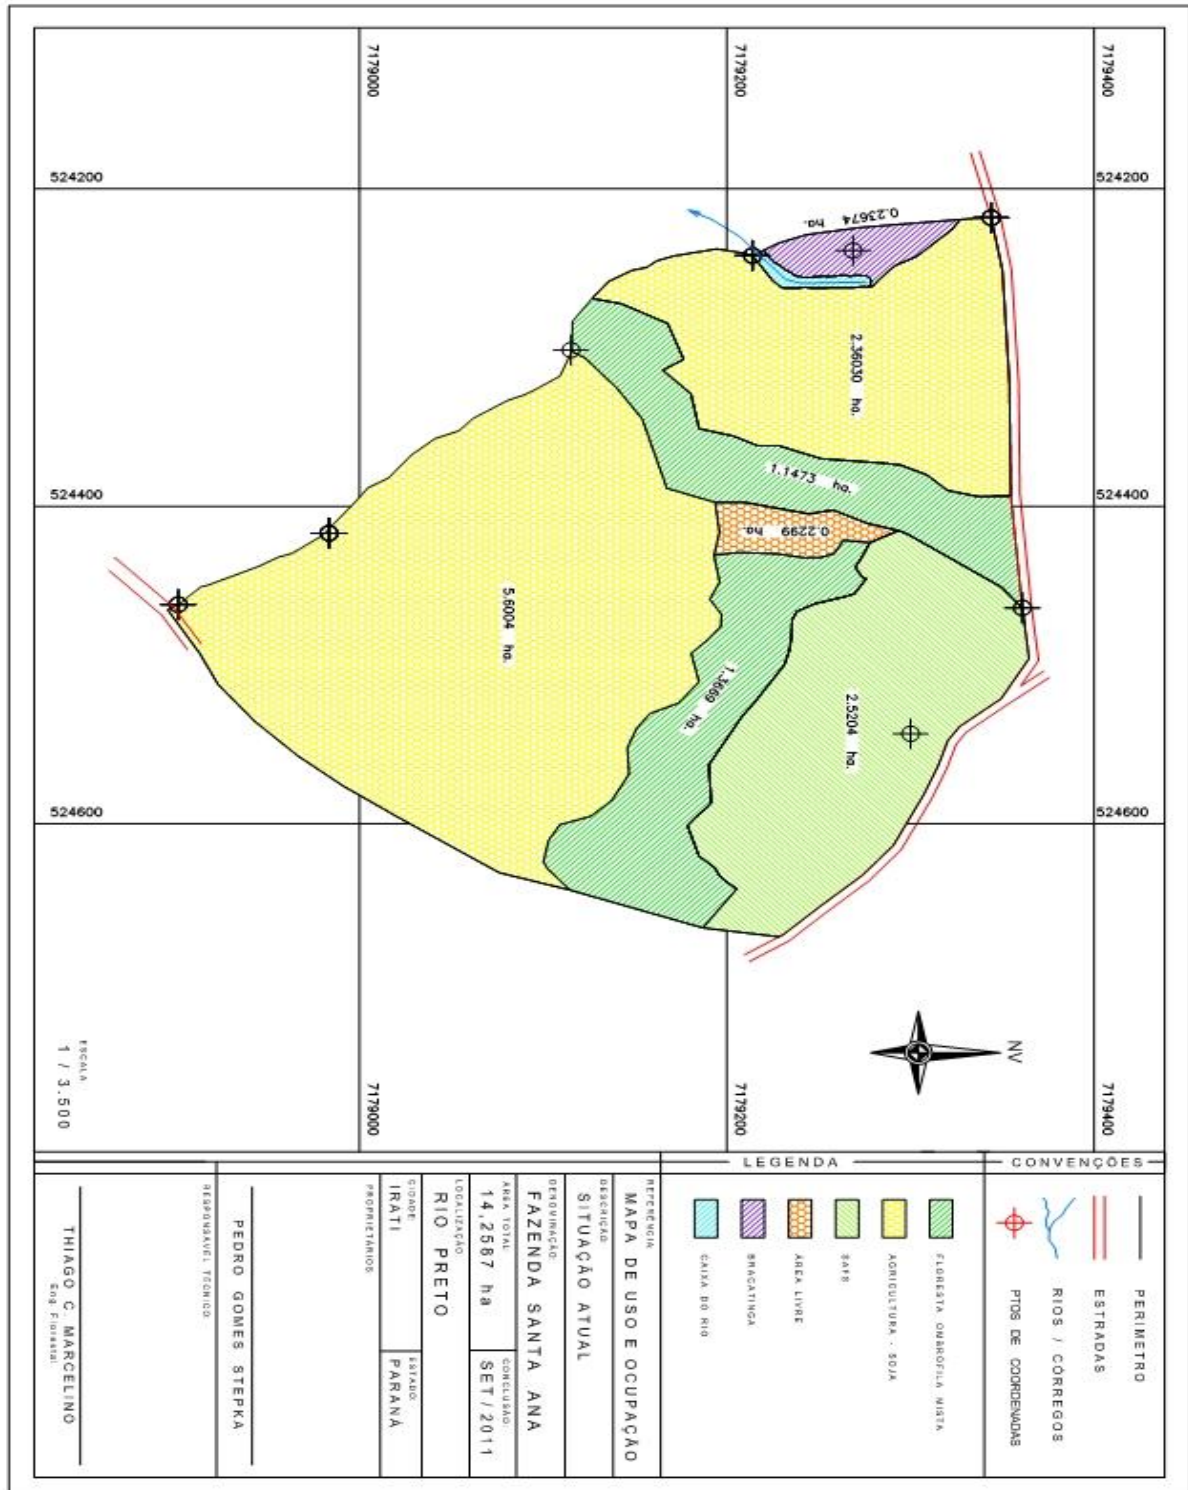 7179000
7179200
7179400
524200
524200
0.23674 ha.
2.36030 ha.
1.1473 ha.
524400
524400
0.2299 ha.
5.6004 ha.
1.3669 ha.
2.5204 ha.
524600
524600
NV
7179000
7179200
7179400
ESCALA
1 / 3.500
CONVENÇÕES
PERIMETRO
ESTRADAS
RIOS / CÓRREGOS
PTOS DE COORDENADAS
LEGENDA
FLORESTA OMBRÓFILA MISTA
AGRICULTURA - SOJA
SAFS
ÁREA LIVRE
BRACATINGA
CAIXA DO RIO
REFERÊNCIA
MAPA DE USO E OCUPAÇÃO
DESCRIÇÃO:
SITUAÇÃO ATUAL
DENOMINAÇÃO:
FAZENDA SANTA ANA
ÁREA TOTAL:
14,2587 ha
CONCLUSÃO:
SET/2011
LOCALIZAÇÃO
RIO PRETO
CIDADE:
IRATI
ESTADO:
PARANÁ
PROPRIETÁRIOS
PEDRO GOMES STEPKA
RESPONSÁVEL TÉCNICO:
THIAGO C. MARCELINO
Eng. Florestal